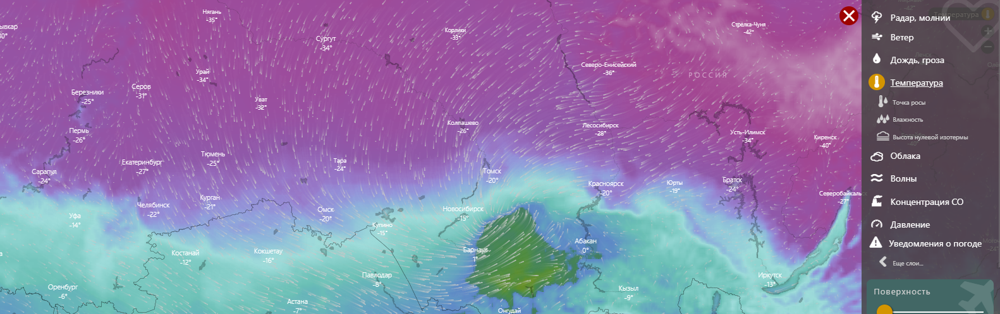 Нягань
-35°
Сургут
-34°
Корлики
-33°
Стрелка-Чуня
-42°
Северо-Енисейский
-36°
РОССИЯ
Урай
-34°
Серов
-31°
Березники
-25°
Уват
-32°
Пермь
-26°
Колпашево
-26°
Лесосибирск
-28°
Усть-Илимск
-34°
Киренск
-40°
Екатеринбург
-27°
Тюмень
-25°
Тара
-24°
Сарапул
-24°
Томск
-20°
Красноярск
-20°
Юрты
-19°
Братск
-24°
Северобайкаль
-27°
Курган
-21°
Челябинск
-22°
Омск
-20°
Новосибирск
-15°
Уфа
-14°
Купино
-15°
Абакан
0°
Барнаул
1°
Костанай
-12°
Кокшетау
-16°
Павлодар
-8°
Иркутск
-13°
Оренбург
-6°
Кызыл
-9°
Астана
-7°
Онгудай
Радар, молнии
Ветер
Дождь, гроза
Температура
Точка росы
Влажность
Высота нулевой изотермы
Облака
Волны
Концентрация CO
Давление
Уведомления о погоде
Еще слои...
Поверхность